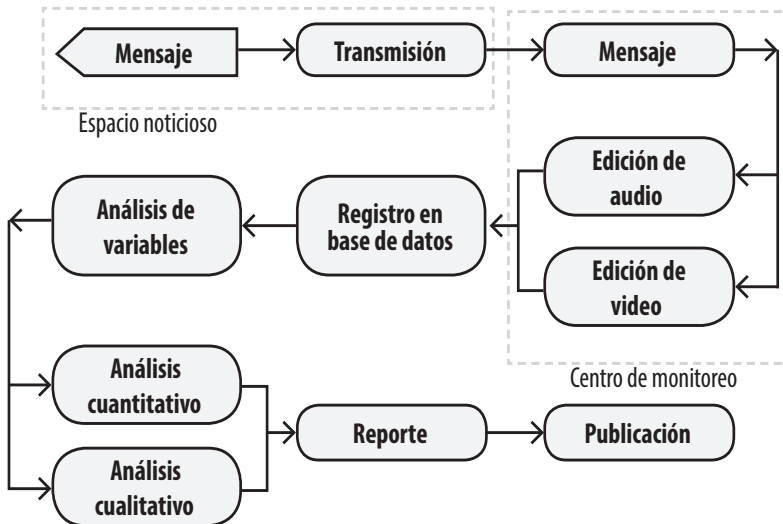 Mensaje
Transmisión
Mensaje
Espacio noticioso
Edición de
audio
Edición de
video
Centro de monitoreo
Registro en
base de datos
Análisis de
variables
Análisis
cuantitativo
Análisis
cualitativo
Reporte
Publicación